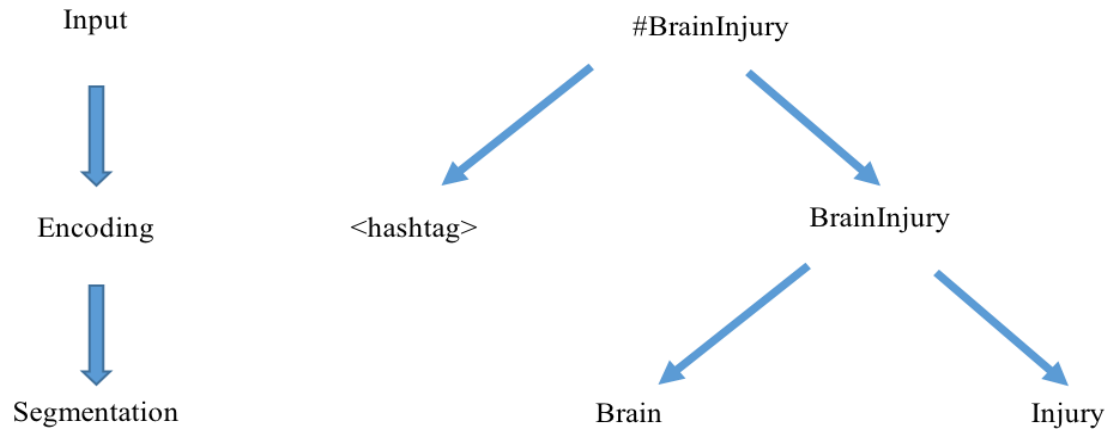 Input
#BrainInjury
Encoding
<hashtag>
BrainInjury
Segmentation
Brain
Injury